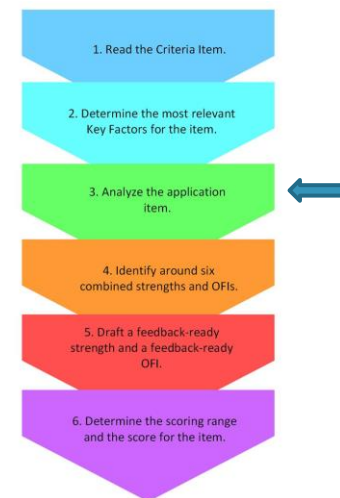 1. Read the Criteria Item.
2. Determine the most relevant
Key Factors for the item.
3. Analyze the application
item.
4. Identify around six
combined strengths and OFIs.
5. Draft a feedback-ready
strength and a feedback-ready
OFI.
6. Determine the scoring range
and the score for the item.